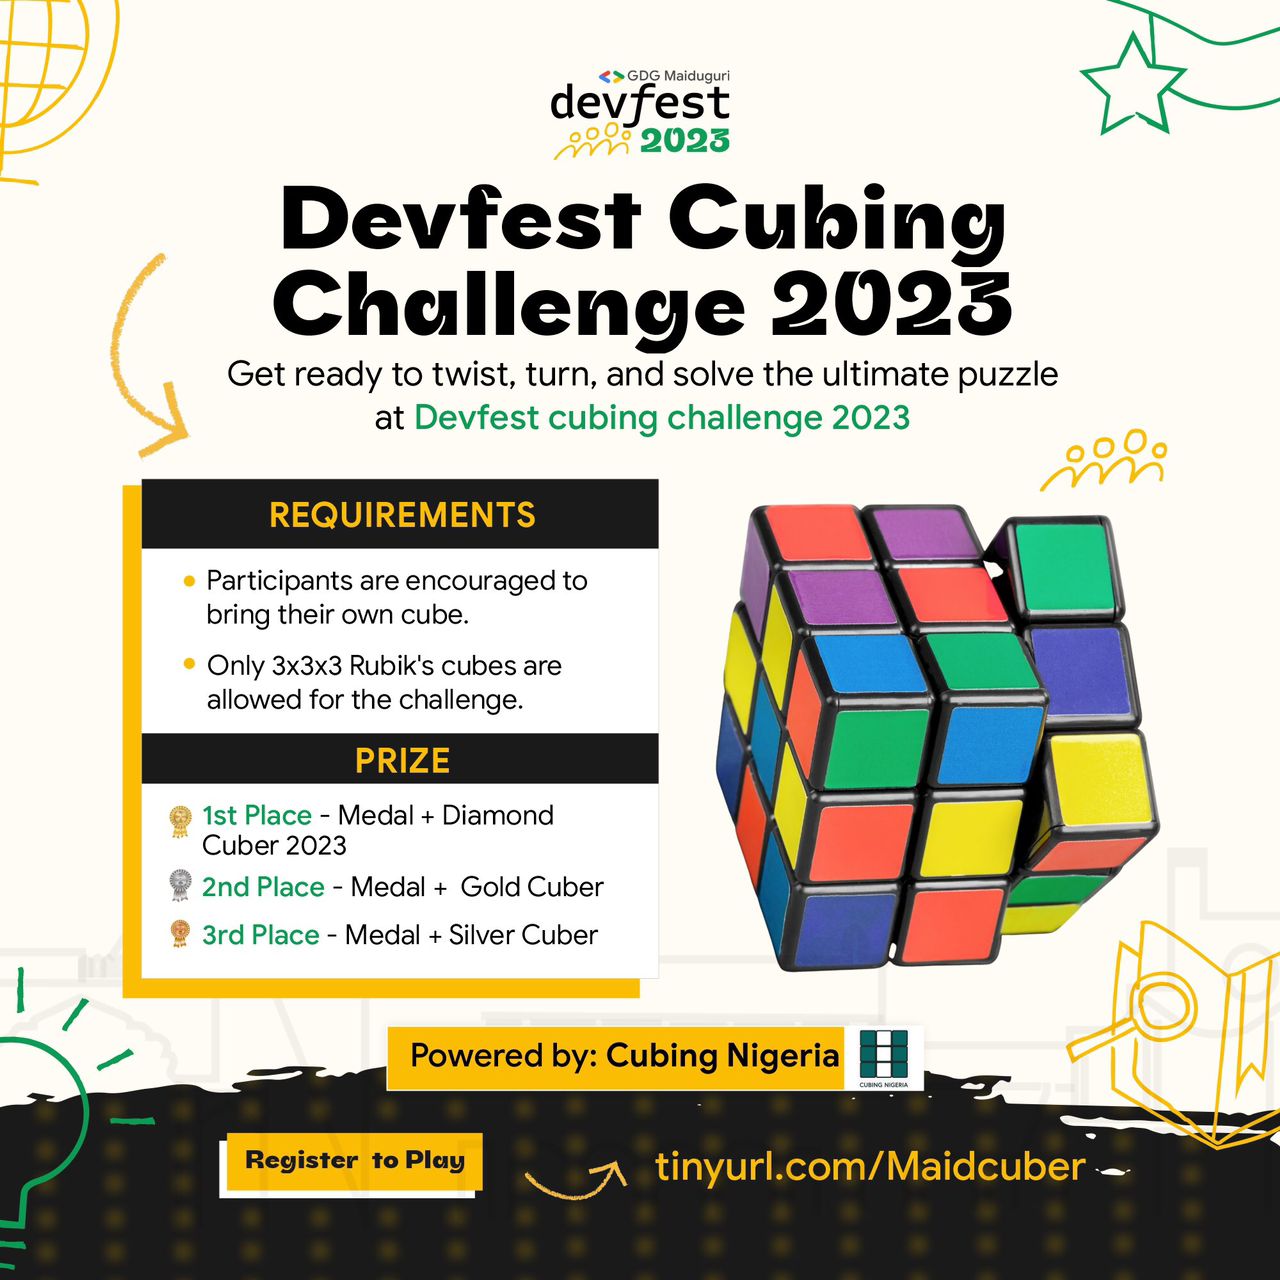 GDG Maiduguri
devfest
2023
Devfest Cubing
Challenge 2023
Get ready to twist, turn, and solve the ultimate puzzle
at Devfest cubing challenge 2023
REQUIREMENTS
Participants are encouraged to
bring their own cube.
Only 3x3x3 Rubik's cubes are
allowed for the challenge.
PRIZE
1st Place - Medal + Diamond
Cuber 2023
2nd Place - Medal + Gold Cuber
3rd Place - Medal + Silver Cuber
Powered by: Cubing Nigeria
CUBING NIGERIA
Register to Play
tinyurl.com/Maidcuber